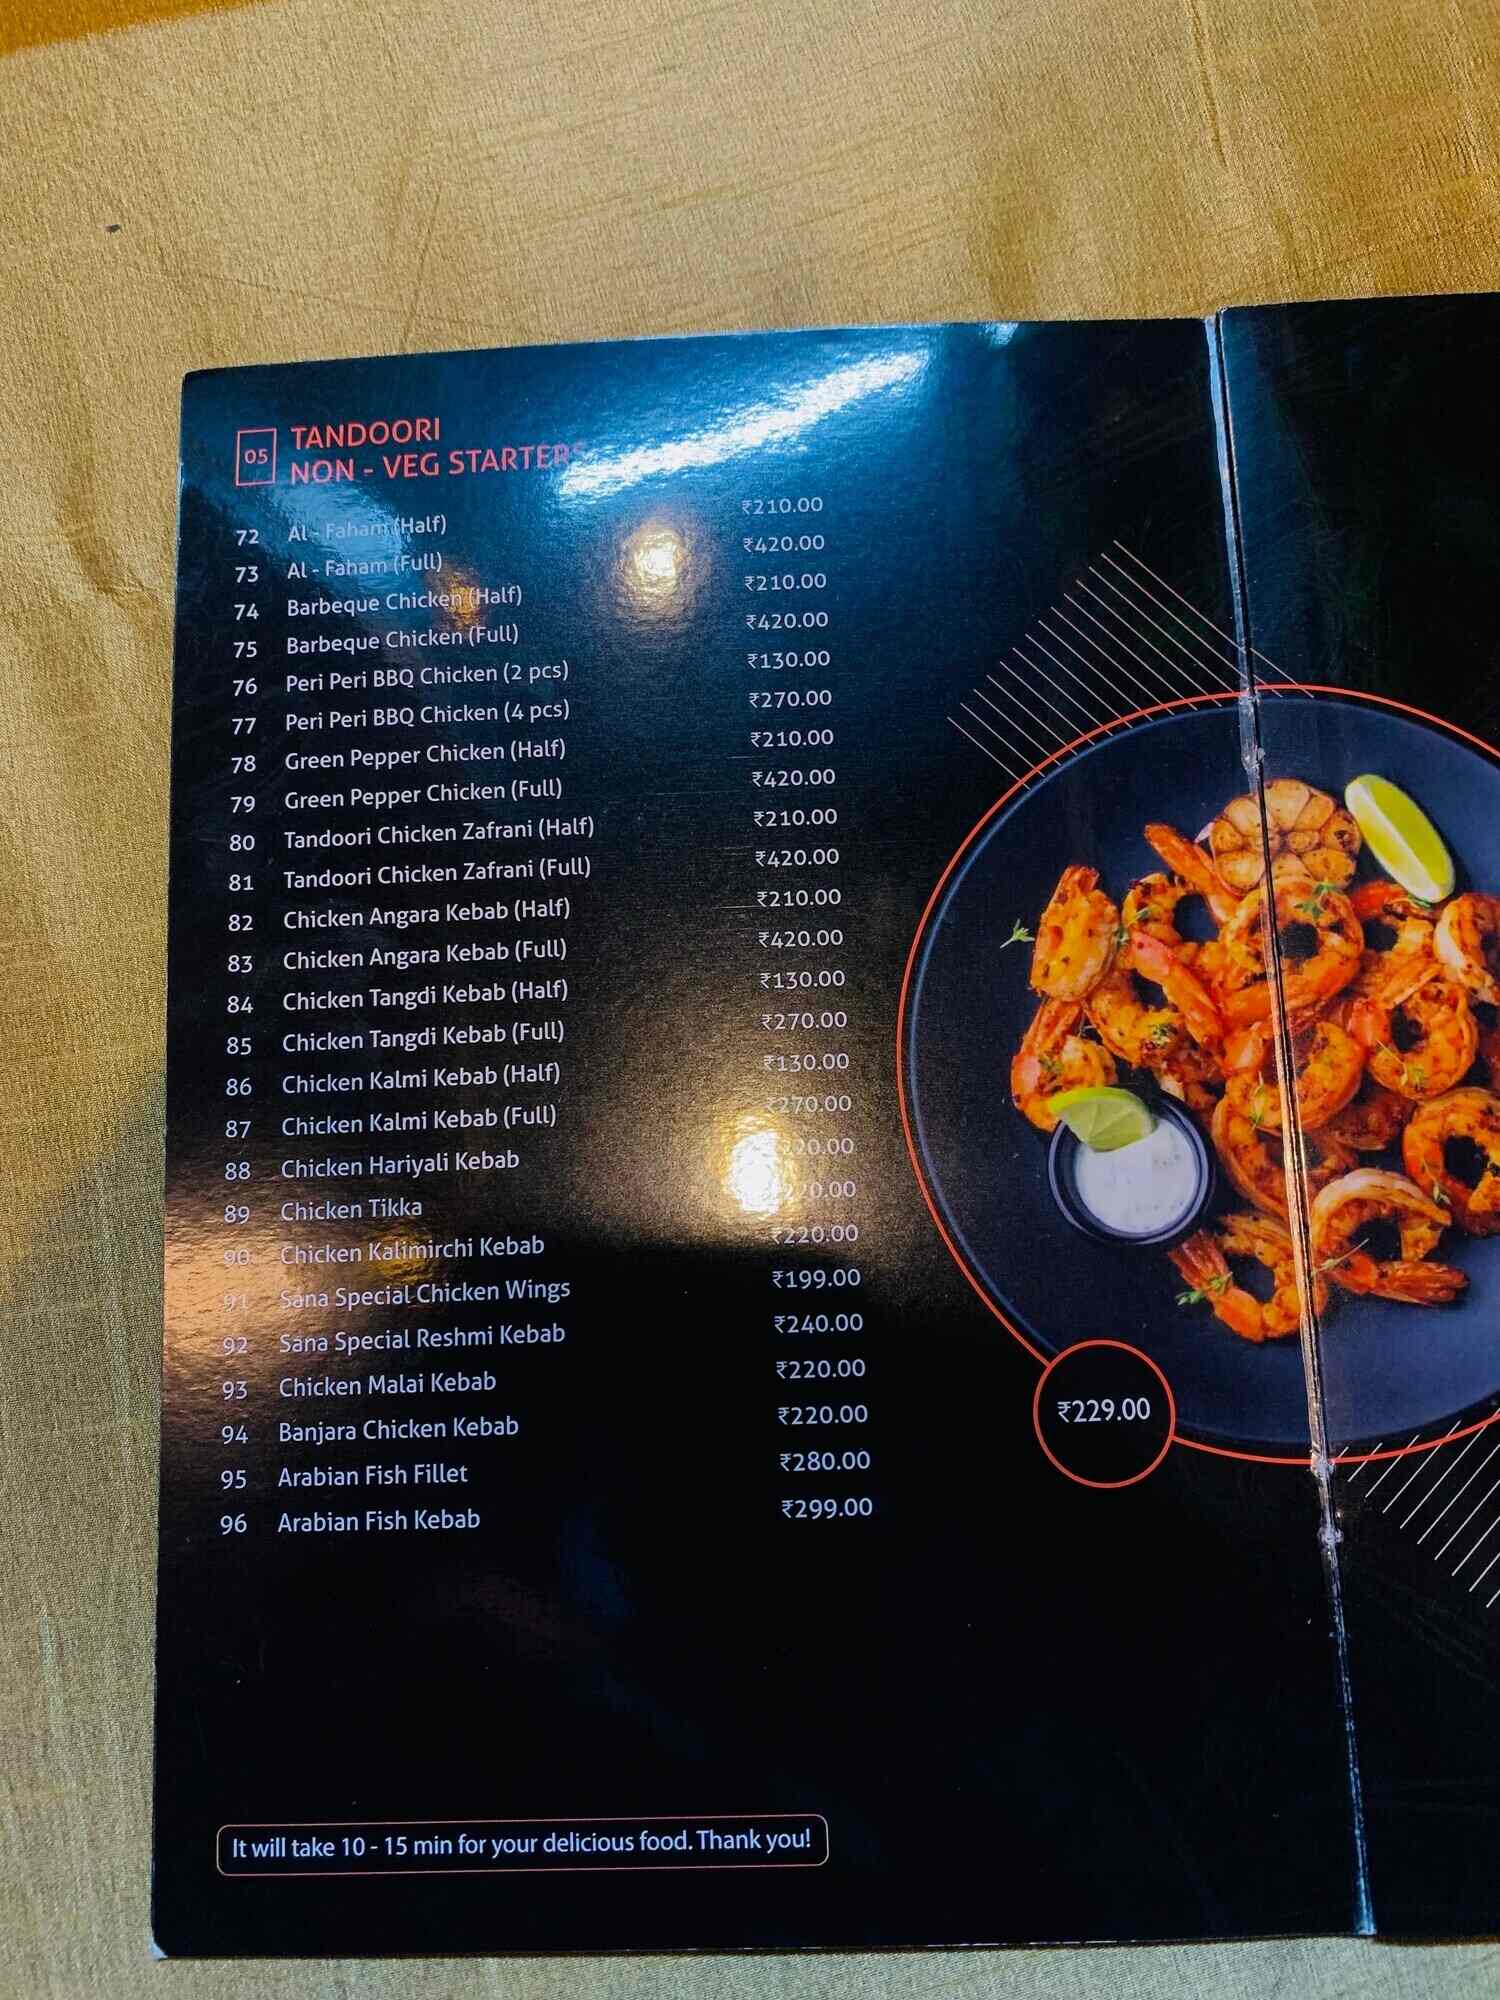 05
TANDOORI
NON - VEG STARTERS
72 Al - Faham (Half) ₹210.00
73 Al - Faham (Full) ₹420.00
74 Barbeque Chicken (Half) ₹210.00
75 Barbeque Chicken (Full) ₹420.00
76 Peri Peri BBQ Chicken (2 pcs) ₹130.00
77 Peri Peri BBQ Chicken (4 pcs) ₹270.00
78 Green Pepper Chicken (Half) ₹210.00
79 Green Pepper Chicken (Full) ₹420.00
80 Tandoori Chicken Zafrani (Half) ₹210.00
81 Tandoori Chicken Zafrani (Full) ₹420.00
82 Chicken Angara Kebab (Half) ₹210.00
83 Chicken Angara Kebab (Full) ₹420.00
84 Chicken Tangdi Kebab (Half) ₹130.00
85 Chicken Tangdi Kebab (Full) ₹270.00
86 Chicken Kalmi Kebab (Half) ₹130.00
87 Chicken Kalmi Kebab (Full) ₹270.00
88 Chicken Hariyali Kebab
89 Chicken Tikka
90 Chicken Kalimirchi Kebab ₹220.00
91 Sana Special Chicken Wings ₹199.00
92 Sana Special Reshmi Kebab ₹240.00
93 Chicken Malai Kebab ₹220.00
94 Banjara Chicken Kebab ₹220.00
95 Arabian Fish Fillet ₹280.00
96 Arabian Fish Kebab ₹299.00
₹229.00
It will take 10 - 15 min for your delicious food. Thank you!